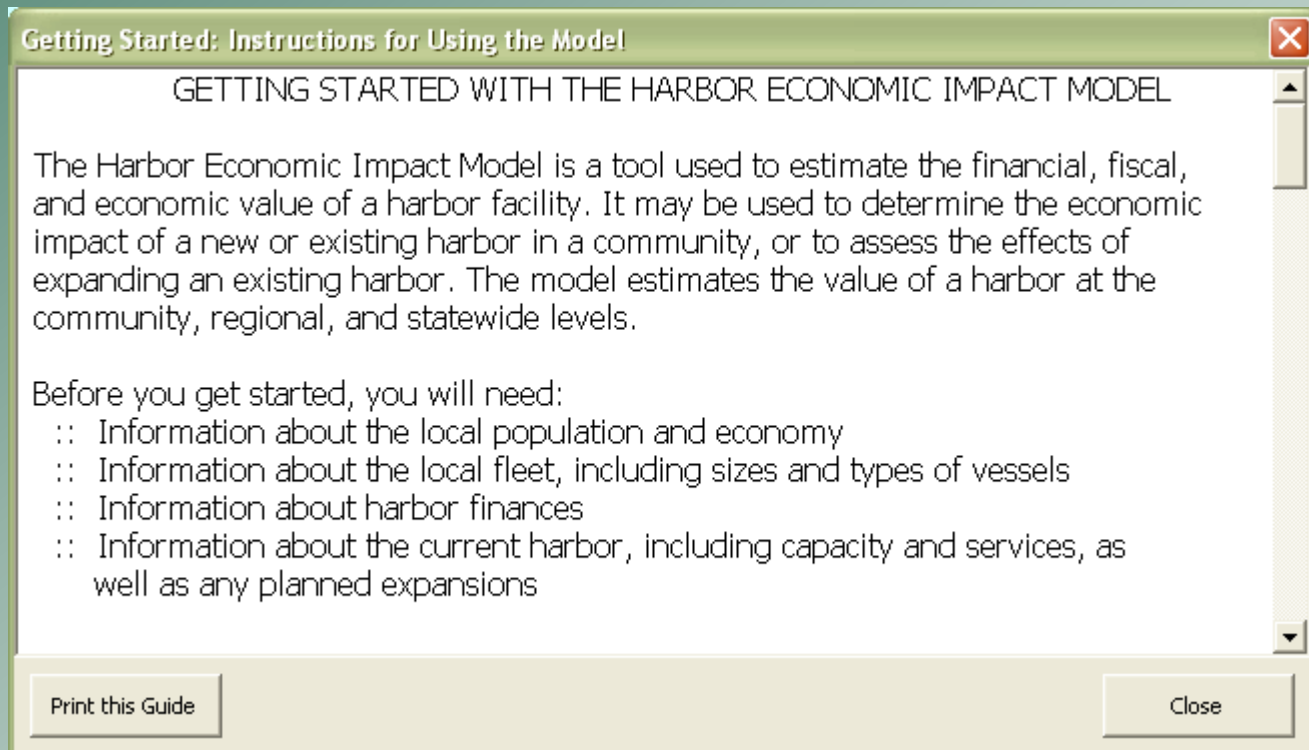 Getting Started: Instructions for Using the Model
GETTING STARTED WITH THE HARBOR ECONOMIC IMPACT MODEL
The Harbor Economic Impact Model is a tool used to estimate the financial, fiscal,
and economic value of a harbor facility. It may be used to determine the economic
impact of a new or existing harbor in a community, or to assess the effects of
expanding an existing harbor. The model estimates the value of a harbor at the
community, regional, and statewide levels.
Before you get started, you will need:
:: Information about the local population and economy
:: Information about the local fleet, including sizes and types of vessels
:: Information about harbor finances
:: Information about the current harbor, including capacity and services, as
well as any planned expansions
Print this Guide
Close